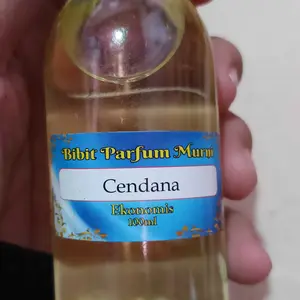 Bibit Parfum Murni
Cendana
Ekonomis
100ml